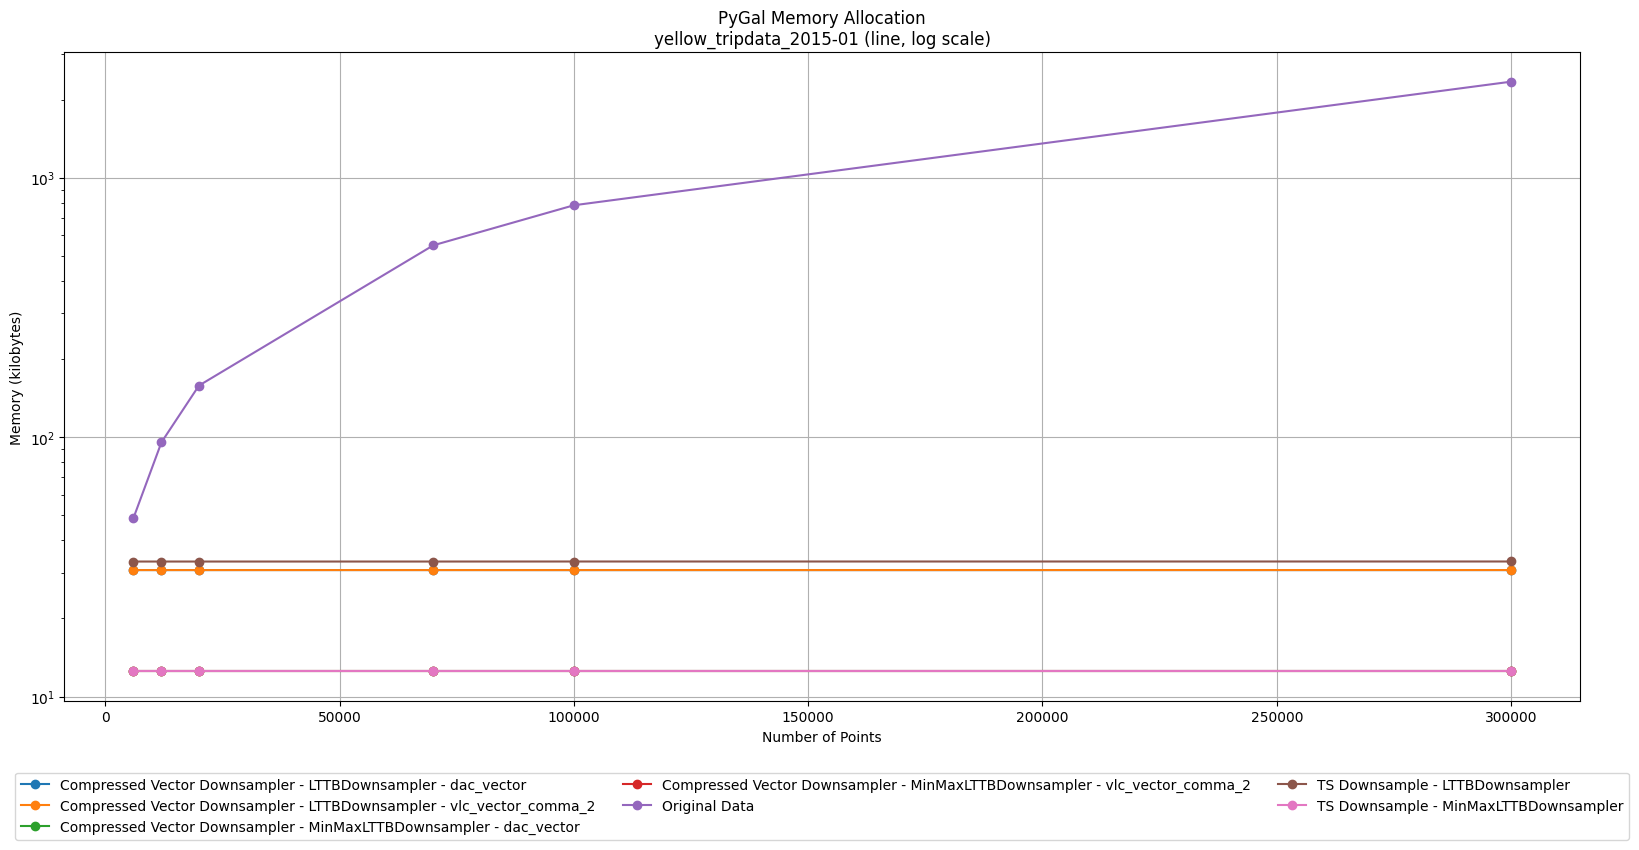 PyGal Memory Allocation
yellow_tripdata_2015-01 (line, log scale)
Memory (kilobytes)
10³
10²
10¹
0 50000 100000 150000 200000 250000 300000
Number of Points
Compressed Vector Downsampler - LTTBDownsampler - dac_vector
Compressed Vector Downsampler - LTTBDownsampler - vlc_vector_comma_2
Compressed Vector Downsampler - MinMaxLTTBDownsampler - dac_vector
Compressed Vector Downsampler - MinMaxLTTBDownsampler - vlc_vector_comma_2
Original Data
TS Downsample - LTTBDownsampler
TS Downsample - MinMaxLTTBDownsampler